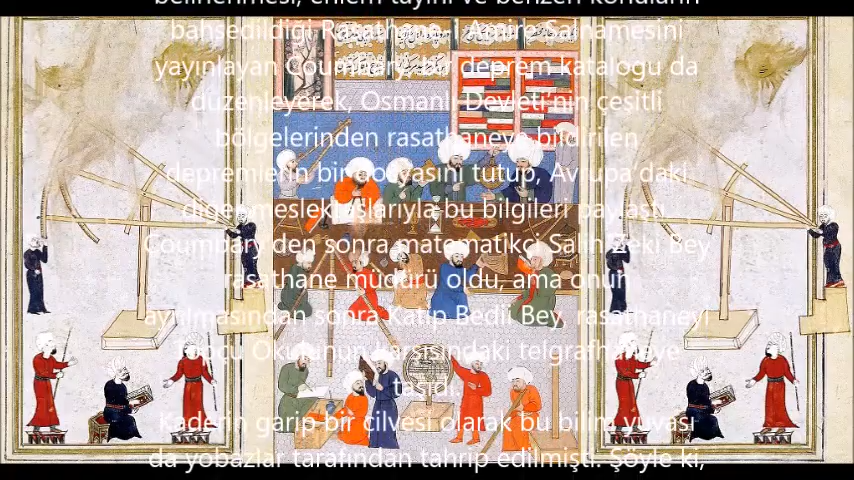 belirlenmesi, enlem tayini ve benzeri konuların
bahsedildiği Rasathane-i Amire Salnamesini
yayınlayan Coumbary, bir deprem katalogu da
düzenleyerek, Osmanlı Devleti'nin çeşitli
bölgelerinden rasathaneye bildirilen
depremlerin bir dosyasını tutup, Avrupa'daki
diğer meslektaşlarıyla bu bilgileri paylaştı.
Coumbary'den sonra matematikçi Salih Zeki Bey
rasathane müdürü oldu, ama onun
ayrılmasından sonra Katip Bedii Bey, rasathaneyi
Topçu Okulunun karşısındaki telgrafhaneye
taşıdı.
Kaderin garip bir cilvesi olarak bu bilim yuvası
da yobazlar tarafından tahrip edilmişti. Şöyle ki,